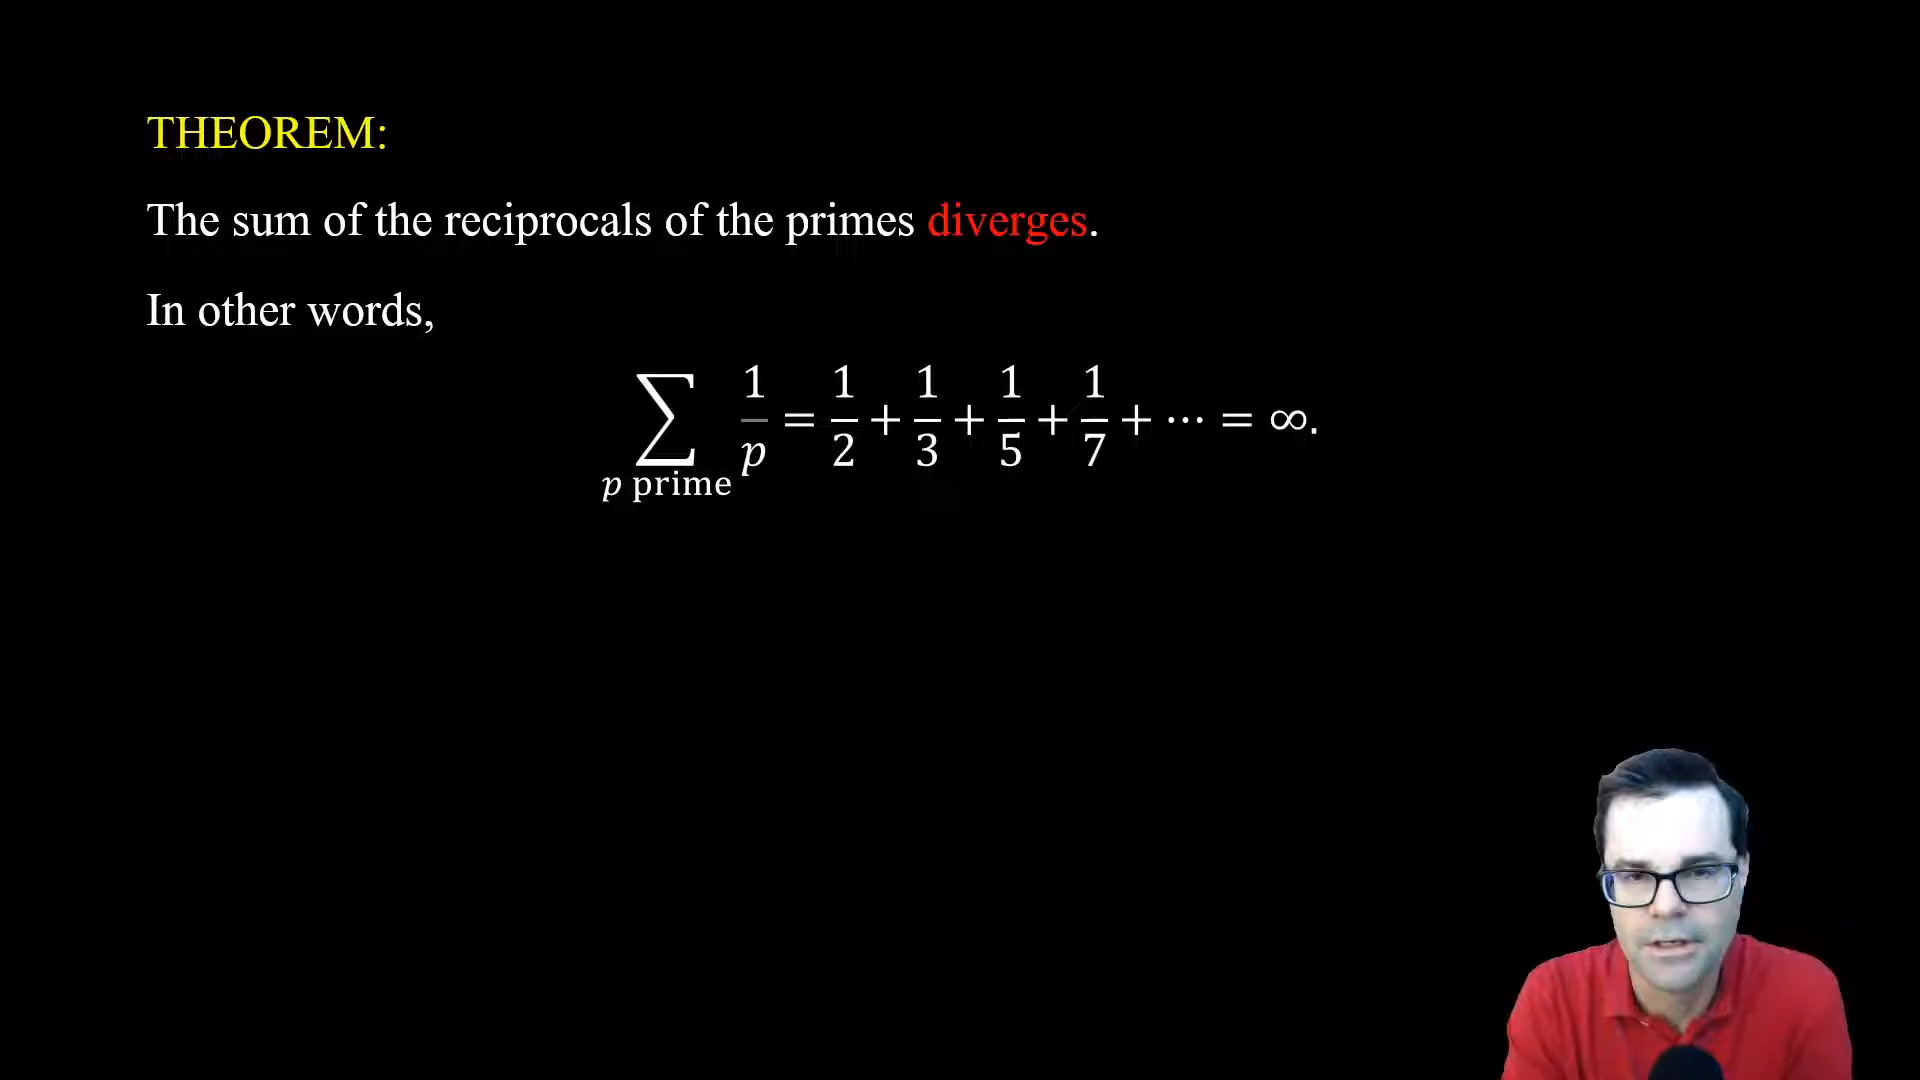 THEOREM:
The sum of the reciprocals of the primes diverges.
In other words,
∑_{p prime} 1/p = 1/2 + 1/3 + 1/5 + 1/7 + ⋯ = ∞.